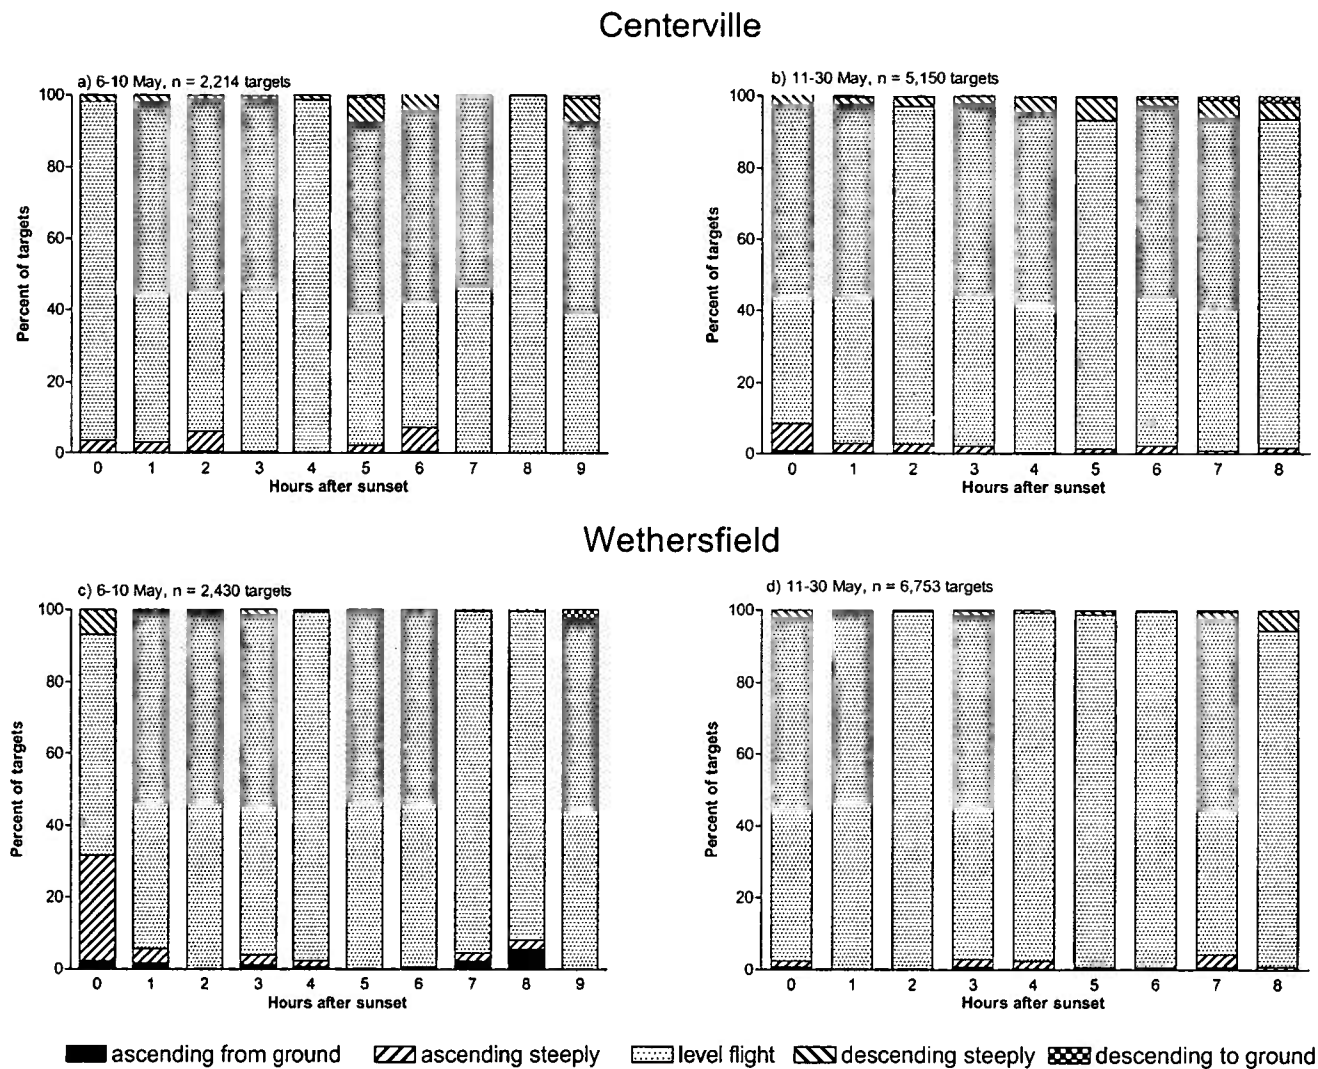 Centerville
a) 6-10 May, n = 2,214 targets
100
80
60
40
20
0
Percent of targets
0 1 2 3 4 5 6 7 8 9
Hours after sunset
b) 11-30 May, n = 5,150 targets
100
80
60
40
20
0
Percent of targets
0 1 2 3 4 5 6 7 8
Hours after sunset
Wethersfield
c) 6-10 May, n = 2,430 targets
100
80
60
40
20
0
Percent of targets
0 1 2 3 4 5 6 7 8 9
Hours after sunset
d) 11-30 May, n = 6,753 targets
100
80
60
40
20
0
Percent of targets
0 1 2 3 4 5 6 7 8
Hours after sunset
ascending from ground ascending steeply level flight descending steeply descending to ground